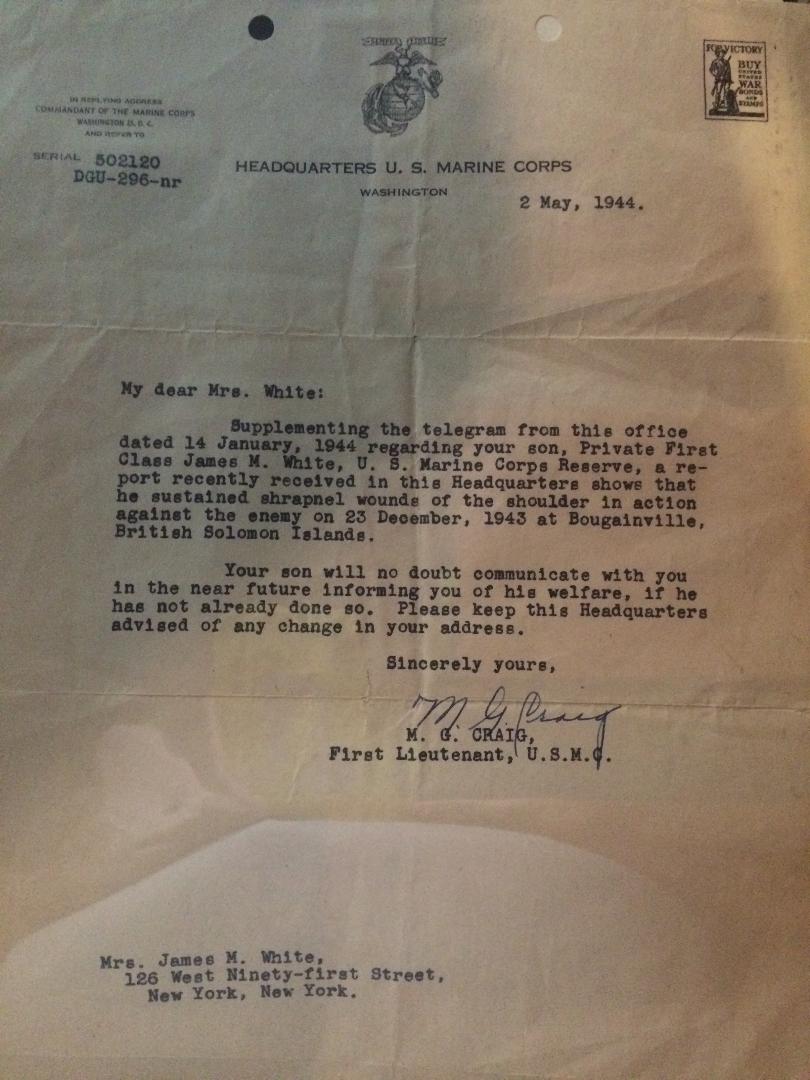 FOR VICTORY
BUY
UNITED
STATES
WAR
BONDS
AND
STAMPS
IN REPLYING ADDRESS
COMMANDANT OF THE MARINE CORPS
WASHINGTON D. C.
AND REFER TO
SERIAL 502120
DGU-296-nr
HEADQUARTERS U. S. MARINE CORPS
WASHINGTON
2 May, 1944.
My dear Mrs. White:
Supplementing the telegram from this office
dated 14 January, 1944 regarding your son, Private First
Class James M. White, U. S. Marine Corps Reserve, a re-
port recently received in this Headquarters shows that
he sustained shrapnel wounds of the shoulder in action
against the enemy on 23 December, 1943 at Bougainville,
British Solomon Islands.
Your son will no doubt communicate with you
in the near future informing you of his welfare, if he
has not already done so. Please keep this Headquarters
advised of any change in your address.
Sincerely yours,
M G Craig
M. G. CRAIG,
First Lieutenant, U.S.M.C.
Mrs. James M. White,
126 West Ninety-first Street,
New York, New York.